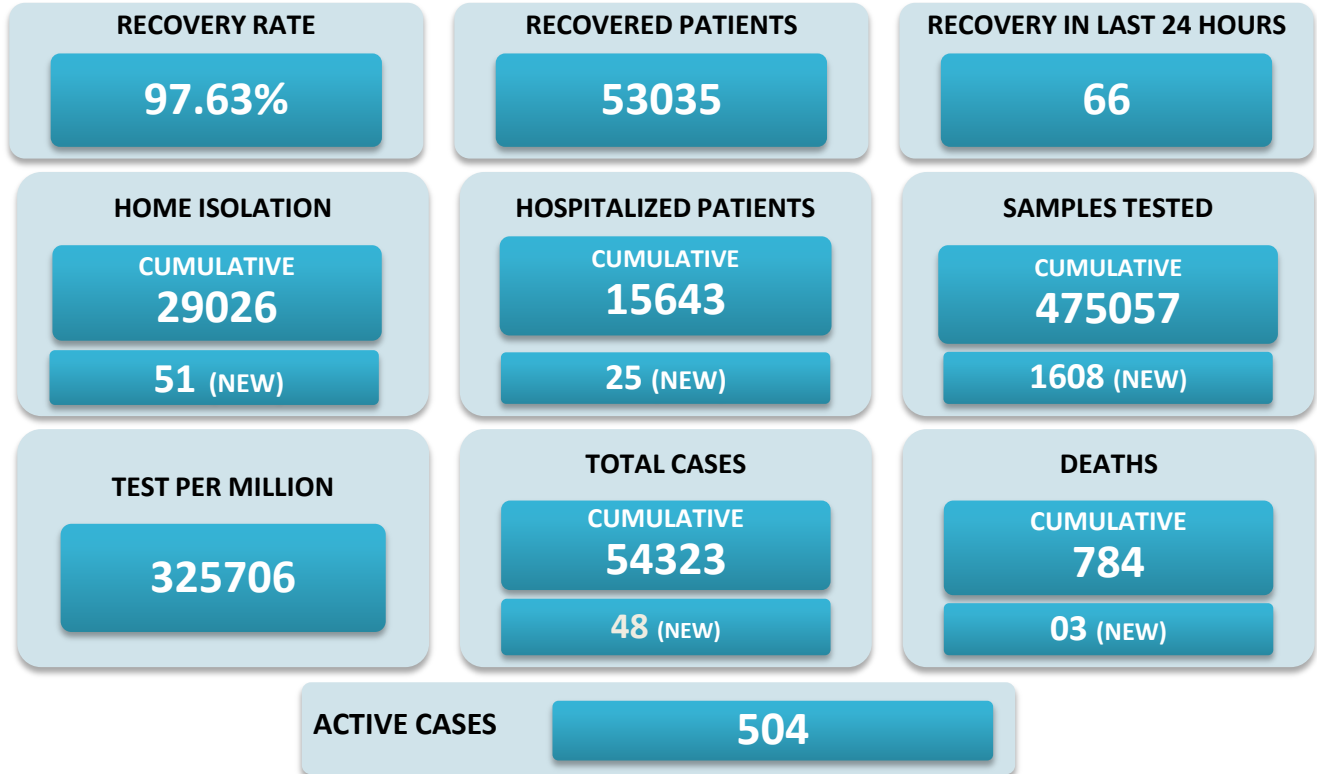 RECOVERY RATE
97.63%
RECOVERED PATIENTS
53035
RECOVERY IN LAST 24 HOURS
66
HOME ISOLATION
CUMULATIVE
29026
51 (NEW)
HOSPITALIZED PATIENTS
CUMULATIVE
15643
25 (NEW)
SAMPLES TESTED
CUMULATIVE
475057
1608 (NEW)
TEST PER MILLION
325706
TOTAL CASES
CUMULATIVE
54323
48 (NEW)
DEATHS
CUMULATIVE
784
03 (NEW)
ACTIVE CASES
504